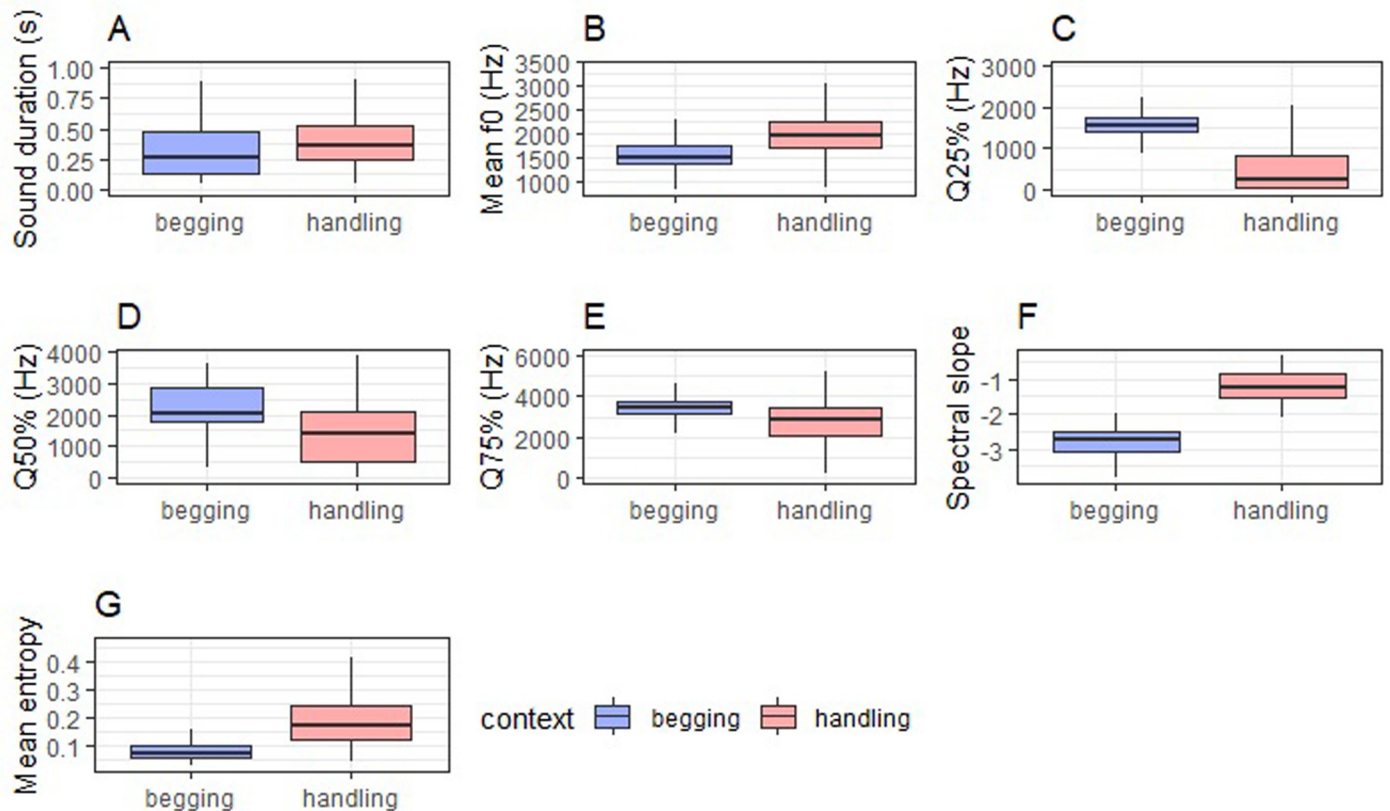 A
Sound duration (s)
1.00
0.75
0.50
0.25
0.00
begging handling
B
Mean f0 (Hz)
3500
3000
2500
2000
1500
1000
begging handling
C
Q25% (Hz)
3000
2000
1000
0
begging handling
D
Q50% (Hz)
4000
3000
2000
1000
0
begging handling
E
Q75% (Hz)
6000
4000
2000
0
begging handling
F
Spectral slope
-1
-2
-3
begging handling
G
Mean entropy
0.4
0.3
0.2
0.1
begging handling
context begging handling